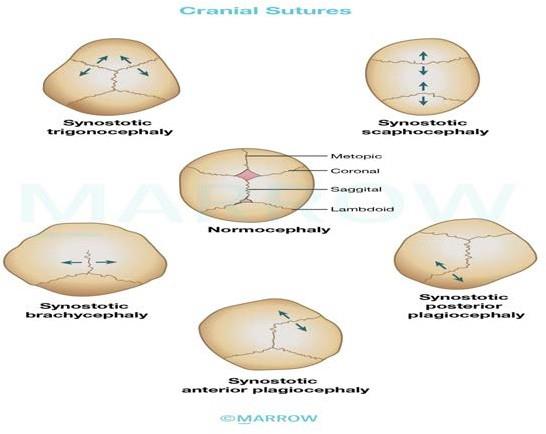 Cranial Sutures
Synostotic
trigonocephaly
Synostotic
scaphocephaly
Metopic
Coronal
Saggital
Lambdoid
Normocephaly
MARROW
Synostotic
brachycephaly
Synostotic
posterior
plagiocephaly
Synostotic
anterior plagiocephaly
©MARROW